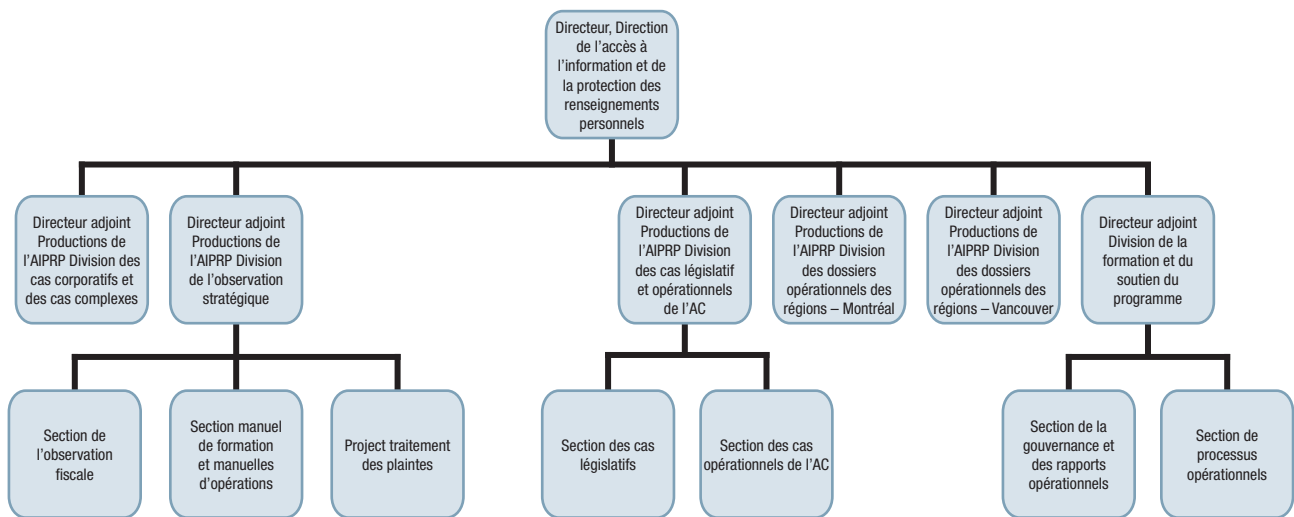 Directeur, Direction
de l'accès à
l'information et de
la protection des
renseignements
personnels
Directeur adjoint
Productions de
l'AIPRP Division des
cas corporatifs et
des cas complexes
Directeur adjoint
Productions de
l'AIPRP Division
de l'observation
stratégique
Directeur adjoint
Productions de
l'AIPRP Division
des cas législatif
et opérationnels
de l'AC
Directeur adjoint
Productions de
l'AIPRP Division
des dossiers
opérationnels des
régions – Montréal
Directeur adjoint
Productions de
l'AIPRP Division
des dossiers
opérationnels des
régions – Vancouver
Directeur adjoint
Division de la
formation et du
soutien du
programme
Section de
l'observation
fiscale
Section manuel
de formation
et manuelles
d'opérations
Project traitement
des plaintes
Section des cas
législatifs
Section des cas
opérationnels de l'AC
Section de la
gouvernance et
des rapports
opérationnels
Section de
processus
opérationnels